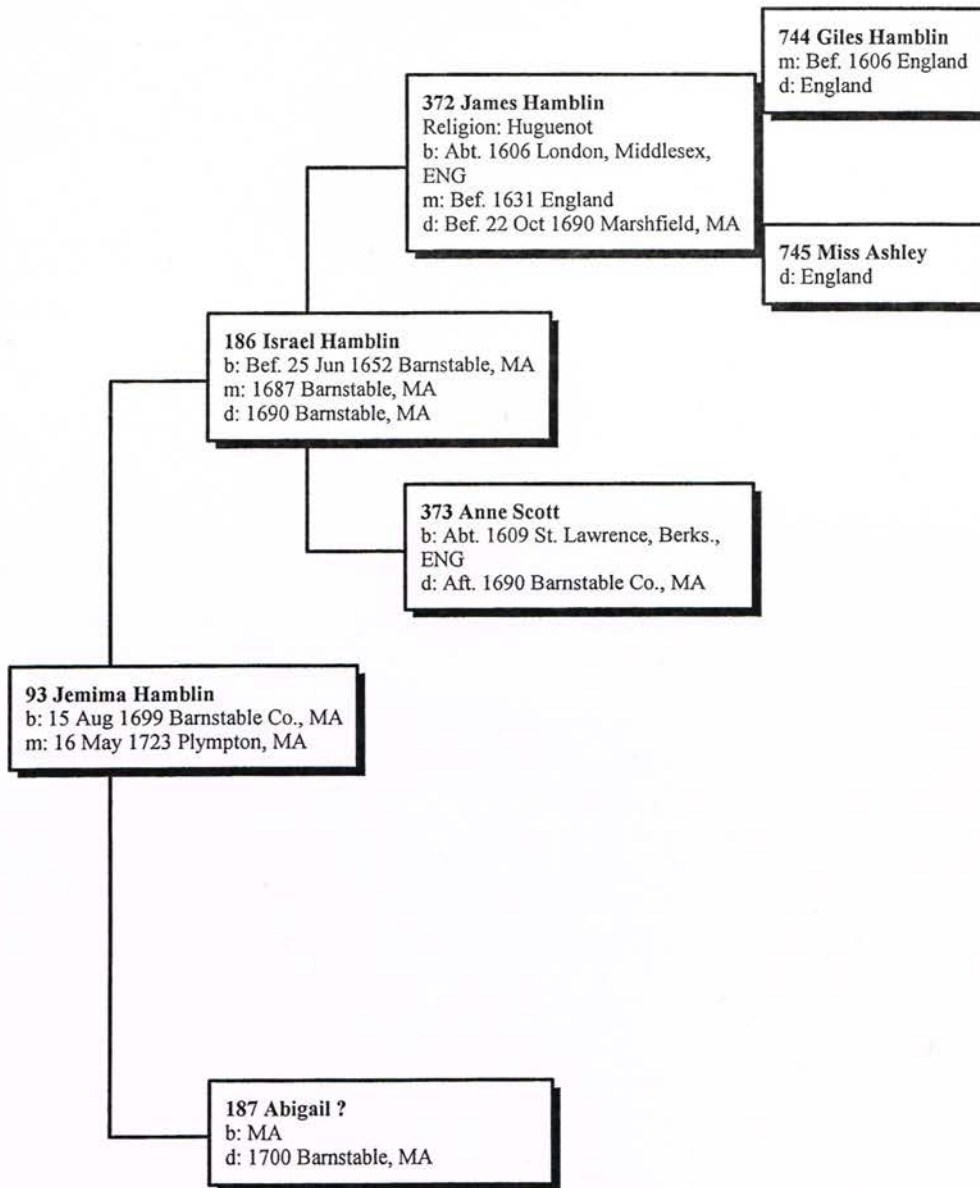 744 Giles Hamblin
m: Bef. 1606 England
d: England
372 James Hamblin
Religion: Huguenot
b: Abt. 1606 London, Middlesex,
ENG
m: Bef. 1631 England
d: Bef. 22 Oct 1690 Marshfield, MA
745 Miss Ashley
d: England
186 Israel Hamblin
b: Bef. 25 Jun 1652 Barnstable, MA
m: 1687 Barnstable, MA
d: 1690 Barnstable, MA
373 Anne Scott
b: Abt. 1609 St. Lawrence, Berks.,
ENG
d: Aft. 1690 Barnstable Co., MA
93 Jemima Hamblin
b: 15 Aug 1699 Barnstable Co., MA
m: 16 May 1723 Plympton, MA
187 Abigail ?
b: MA
d: 1700 Barnstable, MA